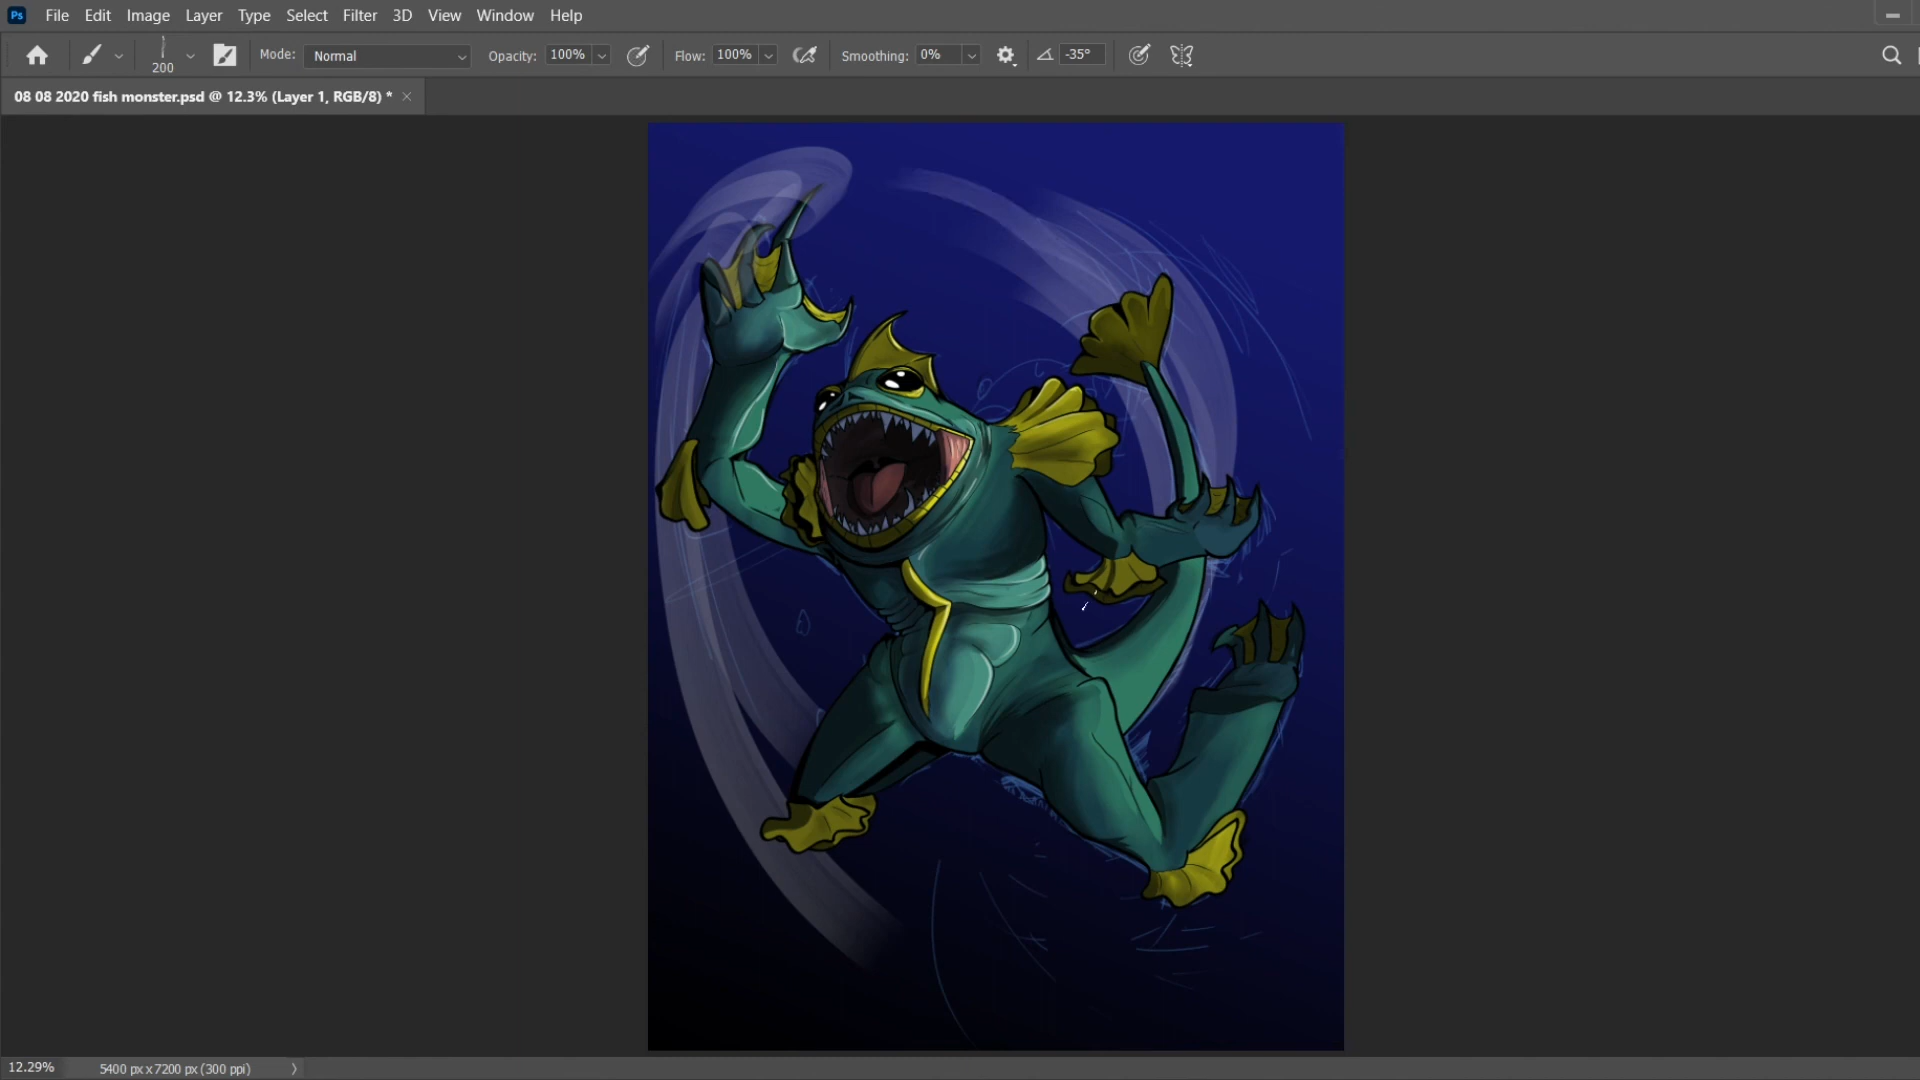 Ps File Edit Image Layer Type Select Filter 3D View Window Help
200 Mode: Normal Opacity: 100% Flow: 100% Smoothing: 0% -35°
08 08 2020 fish monster.psd @ 12.3% (Layer 1, RGB/8) *
12.29% 5400 px x 7200 px (300 ppi)